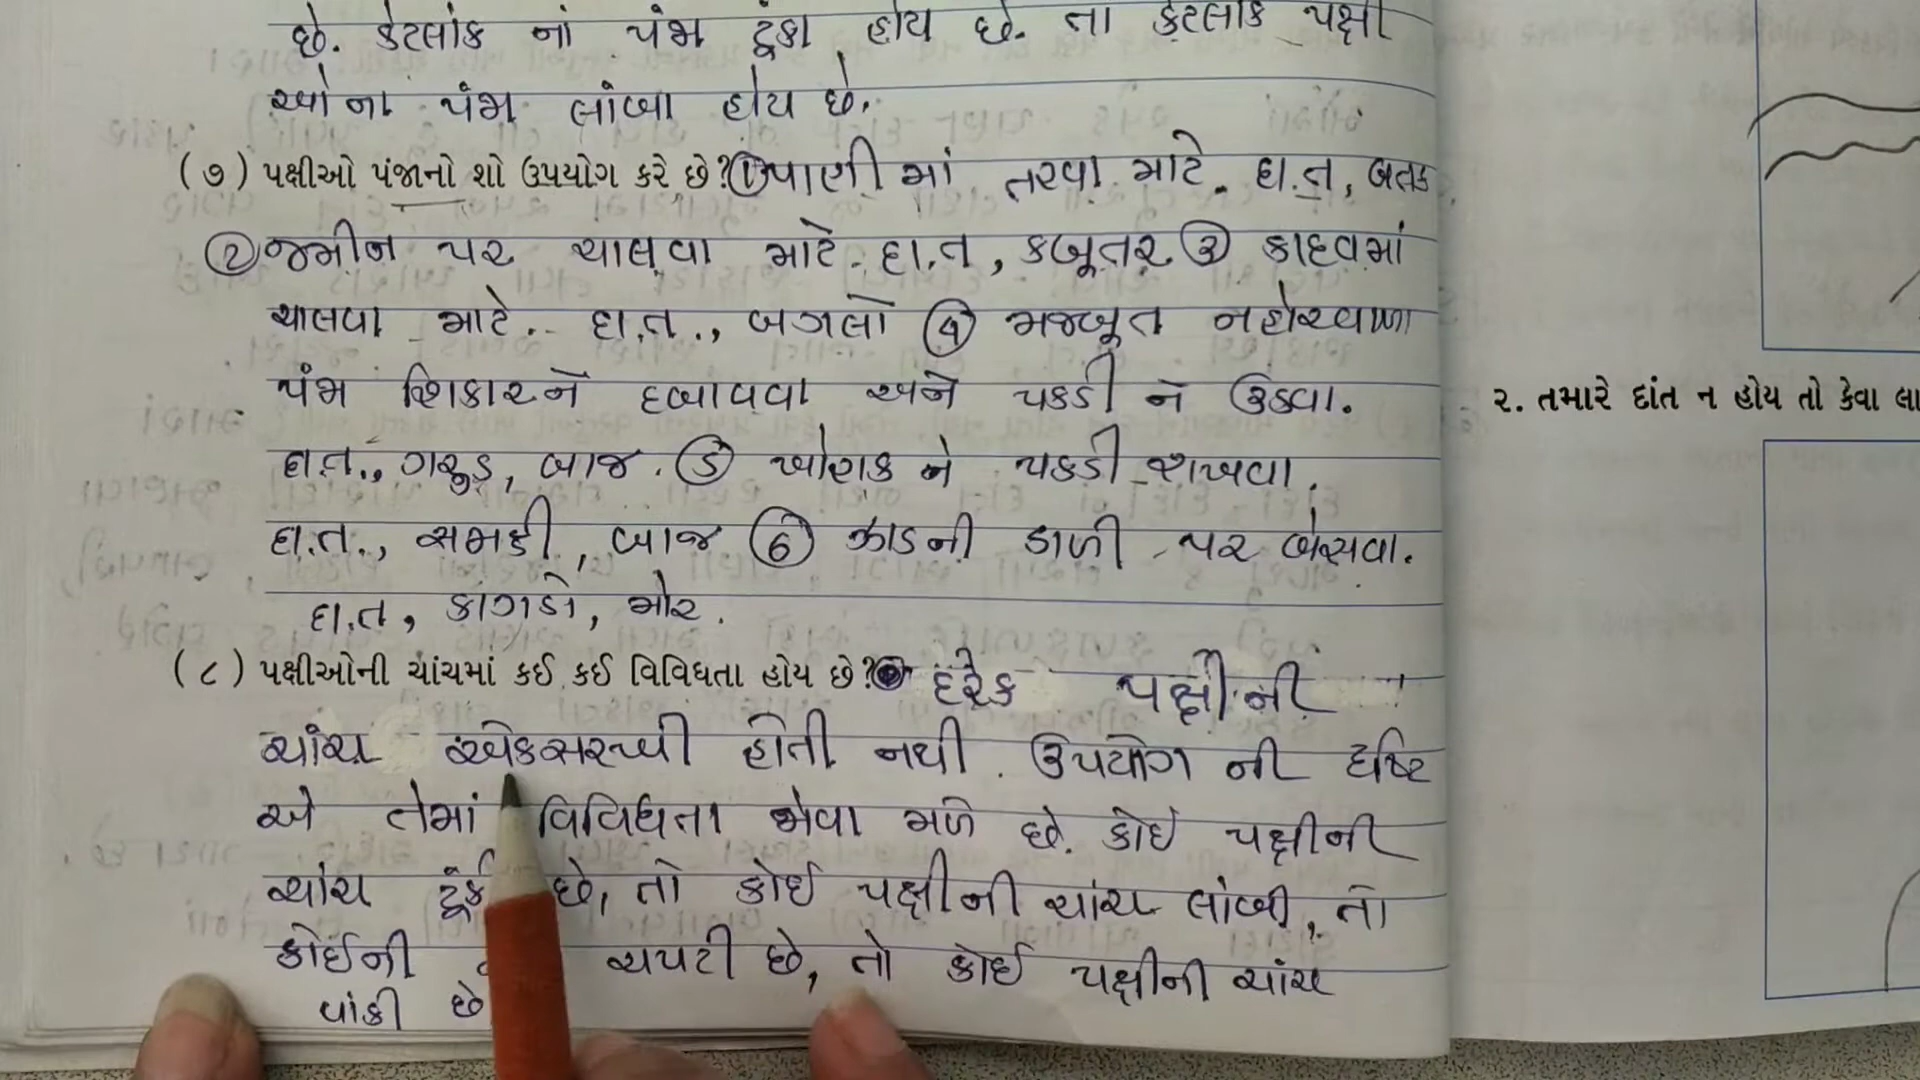 છે. કેટલાંક નાં પંખ ટૂંકા હોય છે. તો કેટલાક પક્ષી
ઓના પંખ લાંબા હોય છે.
(૭) પક્ષીઓ પંજાનો શો ઉપયોગ કરે છે? ① પાણી માં તરવા માટે. દા.ત, બતક
② જમીન પર ચાલવા માટે. દા.ત, કબૂતર ③ કાદવમાં
ચાલવા માટે. દા.ત., બગલો ④ મજબૂત નહોરવાળા
પંખ શિકારને દબાવવા અને પકડી ને ઉડવા.
દા.ત., ગરુડ, બાજ. ⑤ ખોરાક ને પકડી રાખવા.
દા.ત., સમડી, બાજ ⑥ ઝાડની ડાળી પર બેસવા.
દા.ત, કાગડો, મોર.
(૮) પક્ષીઓની ચાંચમાં કઈ કઈ વિવિધતા હોય છે? દરેક પક્ષીની
ચાંચ એકસરખી હોતી નથી. ઉપયોગ ની દૃષ્ટિ
એ તેમાં વિવિધતા જોવા મળે છે. કોઈ પક્ષીની
ચાંચ ટૂંકી છે, તો કોઈ પક્ષીની ચાંચ લાંબી, તો
કોઈની ચપટી છે, તો કોઈ પક્ષીની ચાંચ
વાંકી છે
૨. તમારે દાંત ન હોય તો કેવા લા